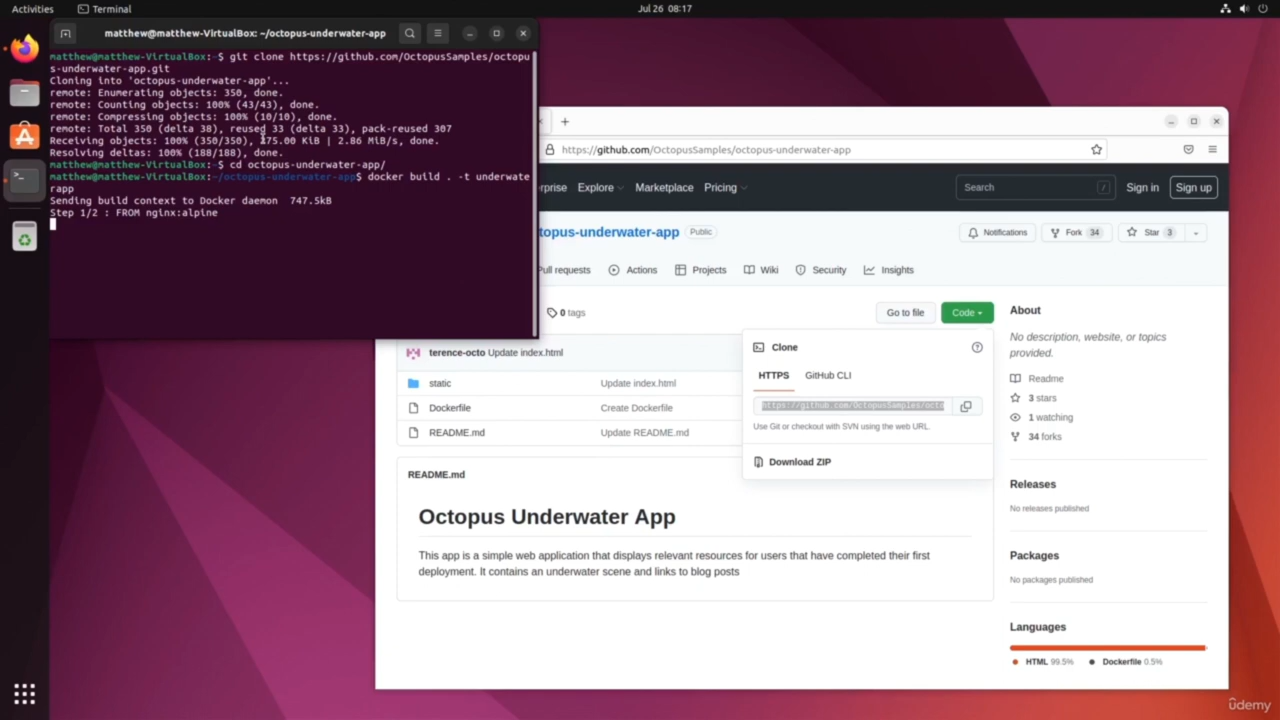 Activities
Terminal
Jul 26 08:17
matthew@matthew-VirtualBox: ~/octopus-underwater-app
matthew@matthew-VirtualBox:~$ git clone https://github.com/OctopusSamples/octopu
s-underwater-app.git
Cloning into 'octopus-underwater-app'...
remote: Enumerating objects: 350, done.
remote: Counting objects: 100% (43/43), done.
remote: Compressing objects: 100% (10/10), done.
remote: Total 350 (delta 38), reused 33 (delta 33), pack-reused 307
Receiving objects: 100% (350/350), 275.00 KiB | 2.86 MiB/s, done.
Resolving deltas: 100% (188/188), done.
matthew@matthew-VirtualBox:~$ cd octopus-underwater-app/
matthew@matthew-VirtualBox:~/octopus-underwater-app$ docker build . -t underwate
rapp
Sending build context to Docker daemon 747.5kB
Step 1/2 : FROM nginx:alpine
https://github.com/OctopusSamples/octopus-underwater-app
erprise Explore Marketplace Pricing Search / Sign in Sign up
topus-underwater-app Public Notifications Fork 34 Star 3
Pull requests Actions Projects Wiki Security Insights
0 tags Go to file Code
terence-octo Update index.html
static Update index.html
Dockerfile Create Dockerfile
README.md Update README.md
Clone
HTTPS GitHub CLI
https://github.com/OctopusSamples/octo
Use Git or checkout with SVN using the web URL.
Download ZIP
README.md
Octopus Underwater App
This app is a simple web application that displays relevant resources for users that have completed their first
deployment. It contains an underwater scene and links to blog posts
About
No description, website, or topics
provided.
Readme
3 stars
1 watching
34 forks
Releases
No releases published
Packages
No packages published
Languages
HTML 99.5% Dockerfile 0.5%
udemy